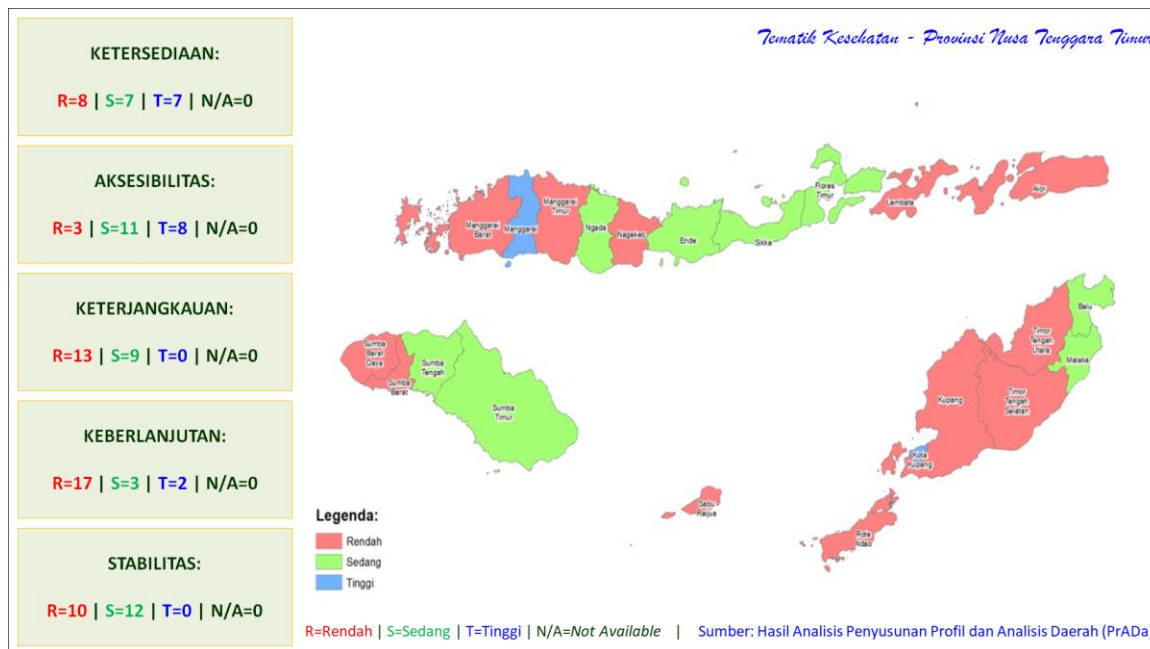 KETERSEDIAAN:
R=8 | S=7 | T=7 | N/A=0
AKSESIBILITAS:
R=3 | S=11 | T=8 | N/A=0
KETERJANGKAUAN:
R=13 | S=9 | T=0 | N/A=0
KEBERLANJUTAN:
R=17 | S=3 | T=2 | N/A=0
STABILITAS:
R=10 | S=12 | T=0 | N/A=0
Tematik Kesehatan - Provinsi Nusa Tenggara Timur
Manggarai
Barat
Manggarai
Manggarai
Timur
Ngada
Nagekeo
Ende
Sikka
Flores
Timur
Lembata
Alor
Sumba
Barat
Daya
Sumba
Barat
Sumba
Tengah
Sumba
Timur
Sabu
Raijua
Rote
Ndao
Kota
Kupang
Kupang
Timor
Tengah
Selatan
Timor
Tengah
Utara
Belu
Malaka
Legenda:
Rendah
Sedang
Tinggi
R=Rendah | S=Sedang | T=Tinggi | N/A=Not Available | Sumber: Hasil Analisis Penyusunan Profil dan Analisis Daerah (PrADa)